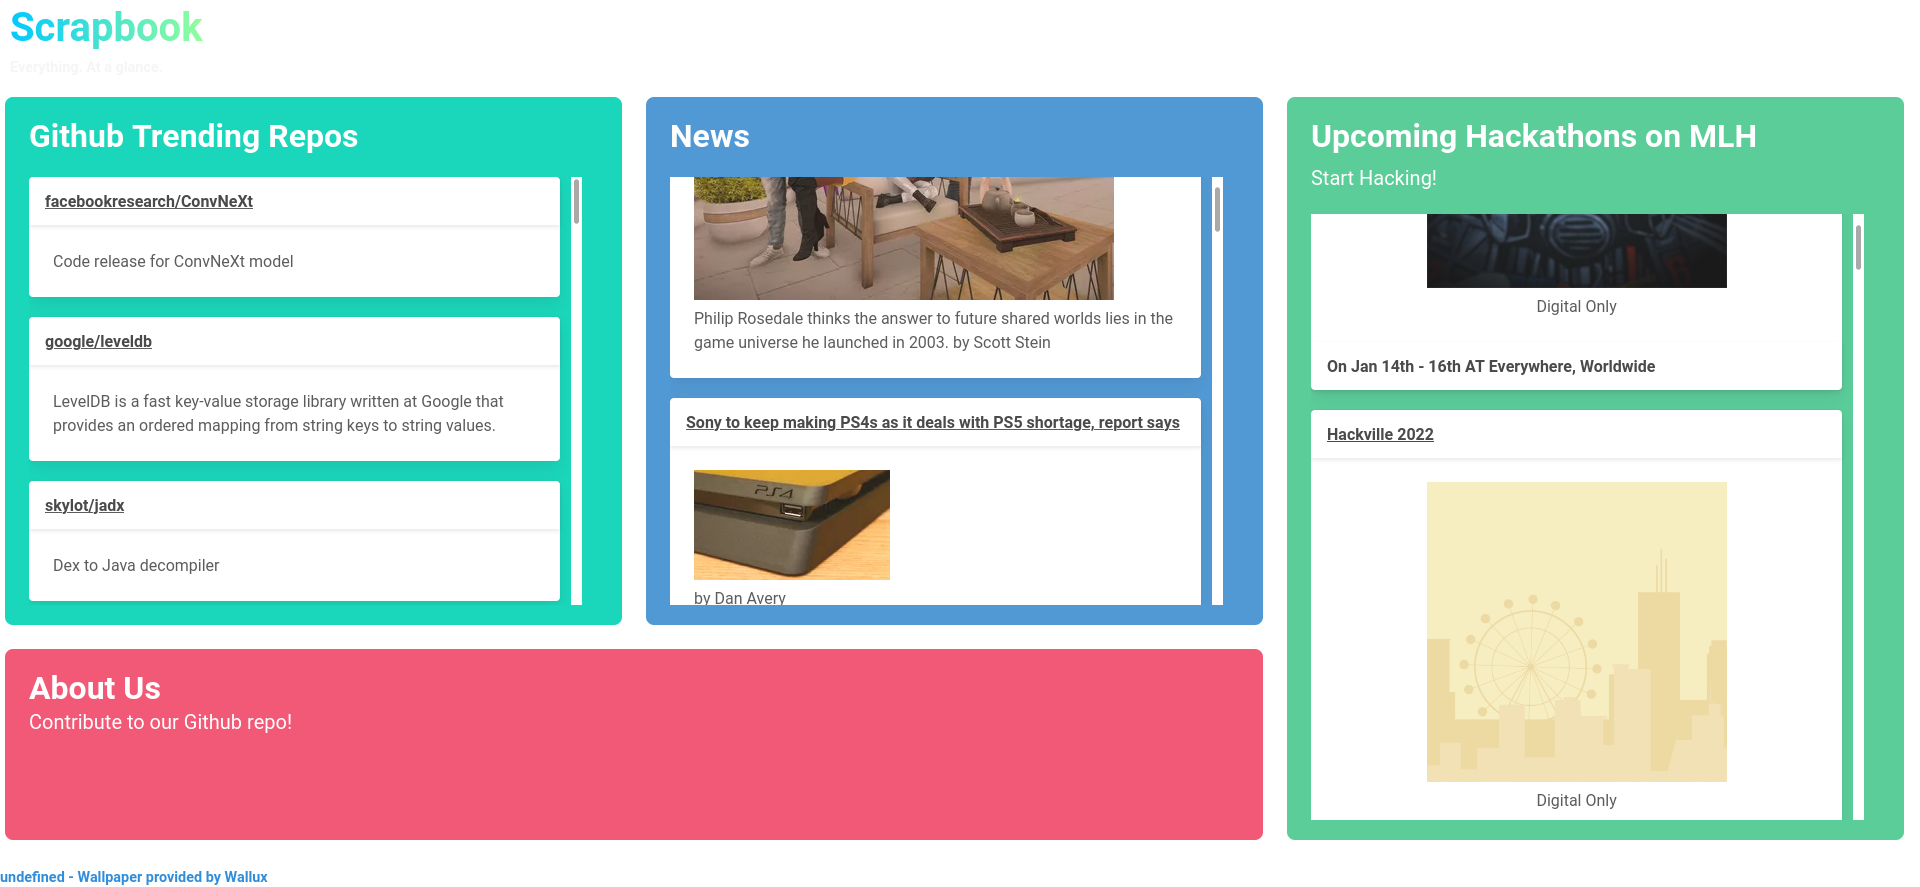 Scrapbook
Everything. At a glance.
Github Trending Repos
facebookresearch/ConvNeXt
Code release for ConvNeXt model
google/leveldb
LevelDB is a fast key-value storage library written at Google that
provides an ordered mapping from string keys to string values.
skylot/jadx
Dex to Java decompiler
News
Philip Rosedale thinks the answer to future shared worlds lies in the
game universe he launched in 2003. by Scott Stein
Sony to keep making PS4s as it deals with PS5 shortage, report says
PS4
by Dan Avery
Upcoming Hackathons on MLH
Start Hacking!
Digital Only
On Jan 14th - 16th AT Everywhere, Worldwide
Hackville 2022
Digital Only
About Us
Contribute to our Github repo!
undefined - Wallpaper provided by Wallux